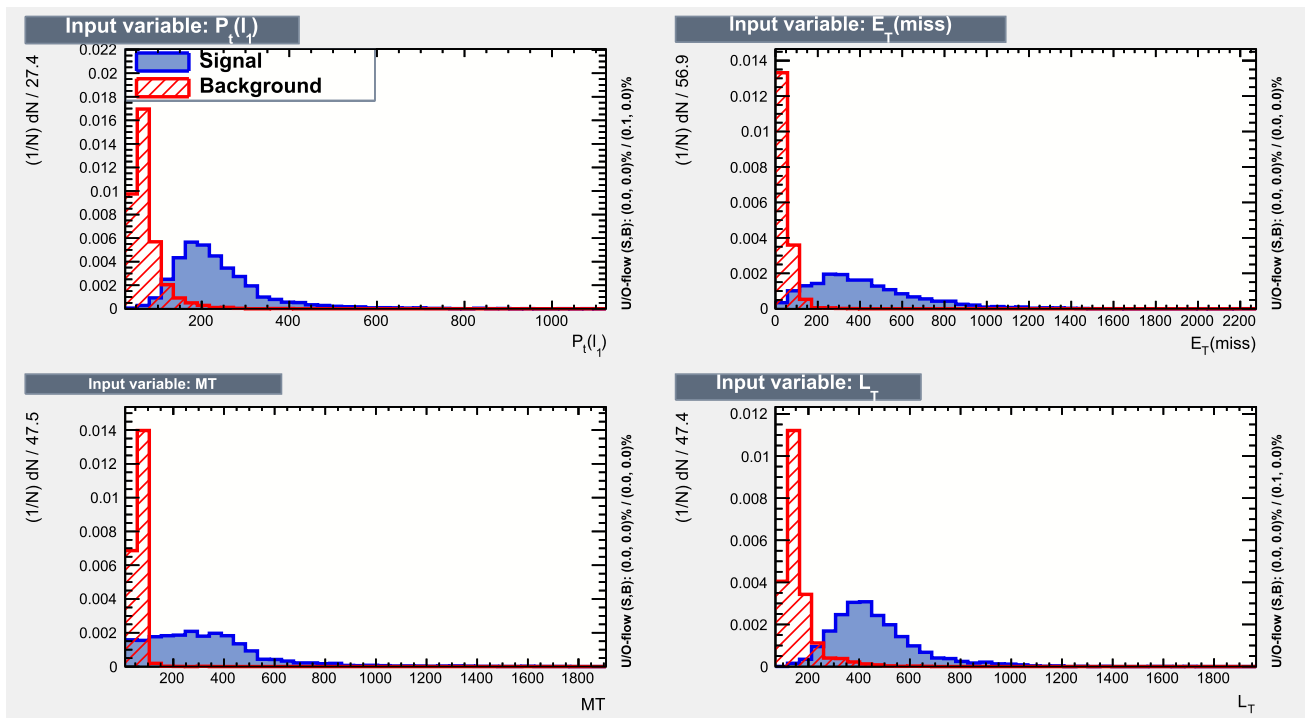 Input variable: Pt(l1)
(1/N) dN / 27.4
0.022
0.02
0.018
0.016
0.014
0.012
0.01
0.008
0.006
0.004
0.002
0
Signal
Background
200 400 600 800 1000
Pt(l1)
U/O-flow (S,B): (0.0, 0.0)% / (0.1, 0.0)%
Input variable: ET(miss)
(1/N) dN / 56.9
0.014
0.012
0.01
0.008
0.006
0.004
0.002
0
0 200 400 600 800 1000 1200 1400 1600 1800 2000 2200
ET(miss)
U/O-flow (S,B): (0.0, 0.0)% / (0.0, 0.0)%
Input variable: MT
(1/N) dN / 47.5
0.014
0.012
0.01
0.008
0.006
0.004
0.002
0
200 400 600 800 1000 1200 1400 1600 1800
MT
U/O-flow (S,B): (0.0, 0.0)% / (0.0, 0.0)%
Input variable: LT
(1/N) dN / 47.4
0.012
0.01
0.008
0.006
0.004
0.002
0
200 400 600 800 1000 1200 1400 1600 1800
LT
U/O-flow (S,B): (0.0, 0.0)% / (0.1, 0.0)%